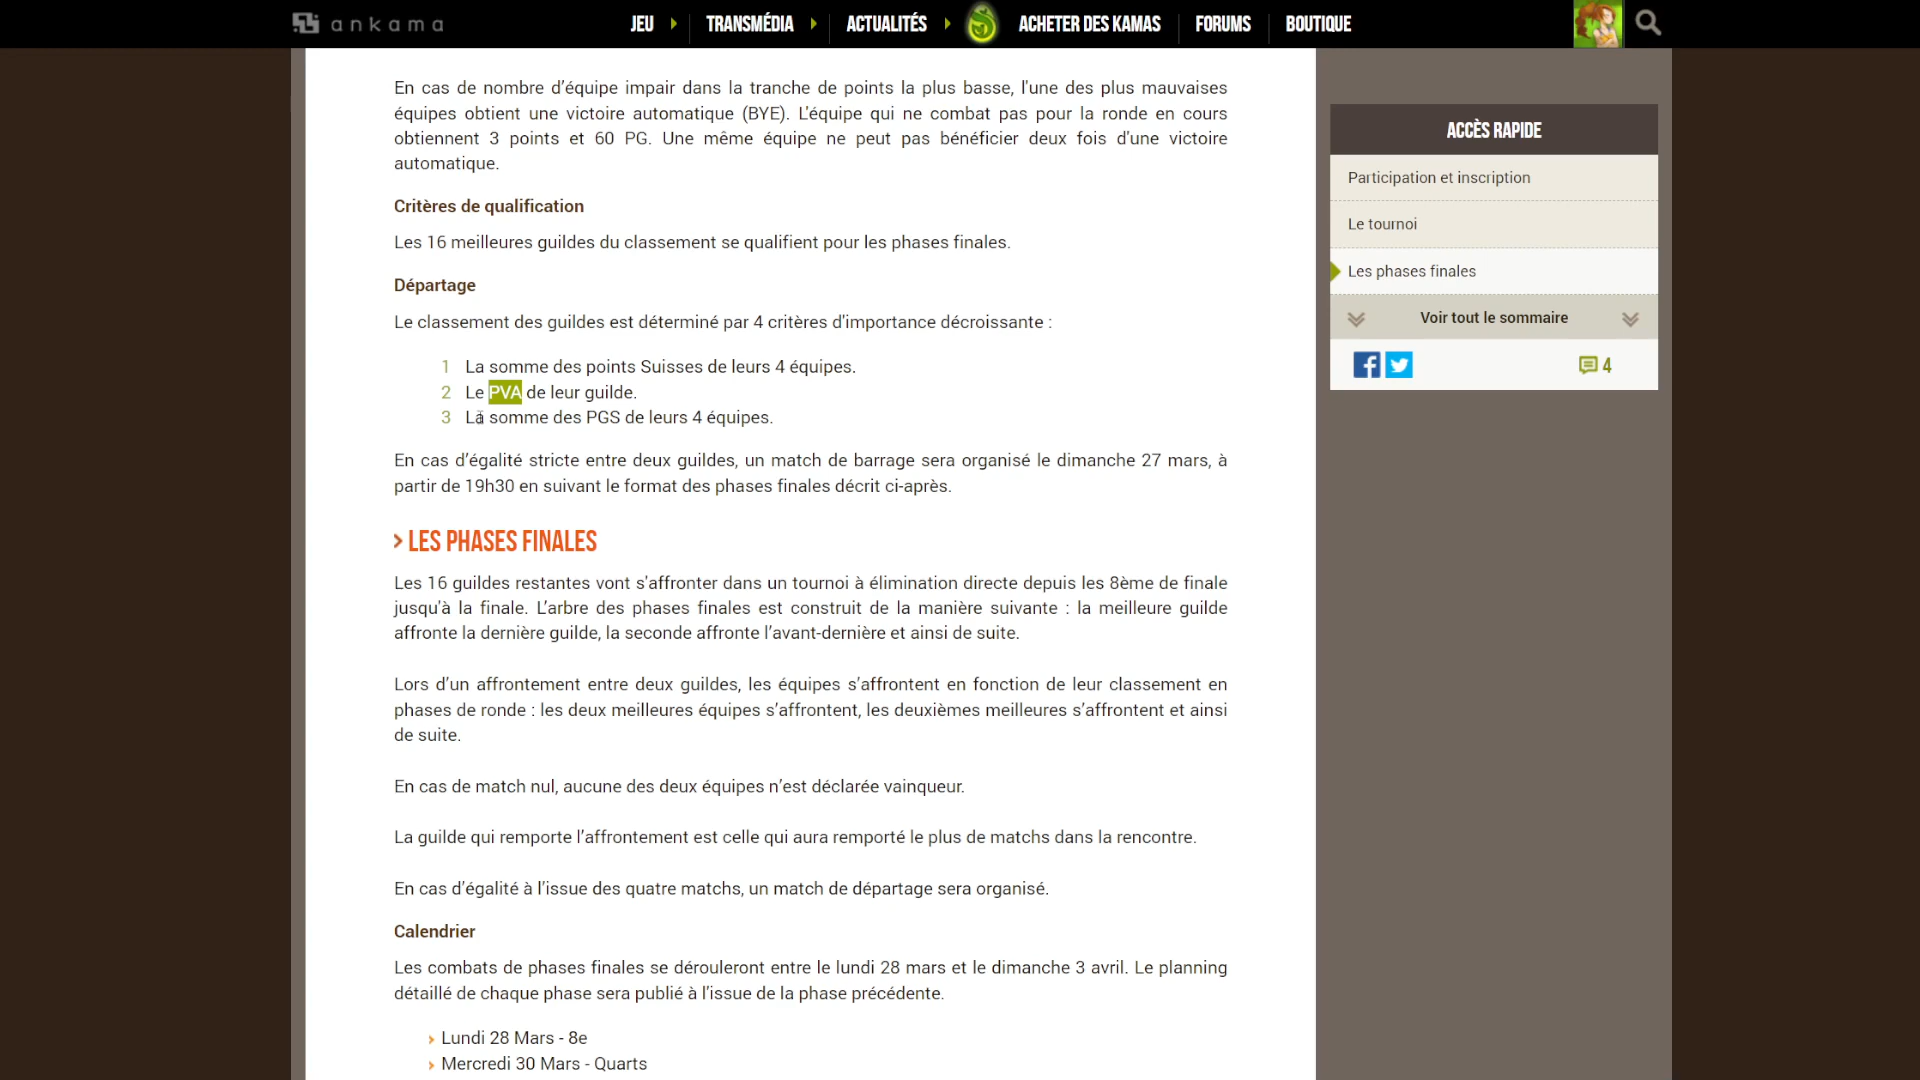 ankama
JEU
TRANSMÉDIA
ACTUALITÉS
ACHETER DES KAMAS
FORUMS
BOUTIQUE
En cas de nombre d’équipe impair dans la tranche de points la plus basse, l'une des plus mauvaises
équipes obtient une victoire automatique (BYE). L'équipe qui ne combat pas pour la ronde en cours
obtiennent 3 points et 60 PG. Une même équipe ne peut pas bénéficier deux fois d'une victoire
automatique.
Critères de qualification
Les 16 meilleures guildes du classement se qualifient pour les phases finales.
Départage
Le classement des guildes est déterminé par 4 critères d'importance décroissante :
1 La somme des points Suisses de leurs 4 équipes.
2 Le PVA de leur guilde.
3 La somme des PGS de leurs 4 équipes.
En cas d’égalité stricte entre deux guildes, un match de barrage sera organisé le dimanche 27 mars, à
partir de 19h30 en suivant le format des phases finales décrit ci-après.
LES PHASES FINALES
Les 16 guildes restantes vont s'affronter dans un tournoi à élimination directe depuis les 8ème de finale
jusqu'à la finale. L’arbre des phases finales est construit de la manière suivante : la meilleure guilde
affronte la dernière guilde, la seconde affronte l’avant-dernière et ainsi de suite.
Lors d’un affrontement entre deux guildes, les équipes s’affrontent en fonction de leur classement en
phases de ronde : les deux meilleures équipes s’affrontent, les deuxièmes meilleures s’affrontent et ainsi
de suite.
En cas de match nul, aucune des deux équipes n’est déclarée vainqueur.
La guilde qui remporte l’affrontement est celle qui aura remporté le plus de matchs dans la rencontre.
En cas d’égalité à l’issue des quatre matchs, un match de départage sera organisé.
Calendrier
Les combats de phases finales se dérouleront entre le lundi 28 mars et le dimanche 3 avril. Le planning
détaillé de chaque phase sera publié à l’issue de la phase précédente.
Lundi 28 Mars - 8e
Mercredi 30 Mars - Quarts
ACCÈS RAPIDE
Participation et inscription
Le tournoi
Les phases finales
Voir tout le sommaire
4